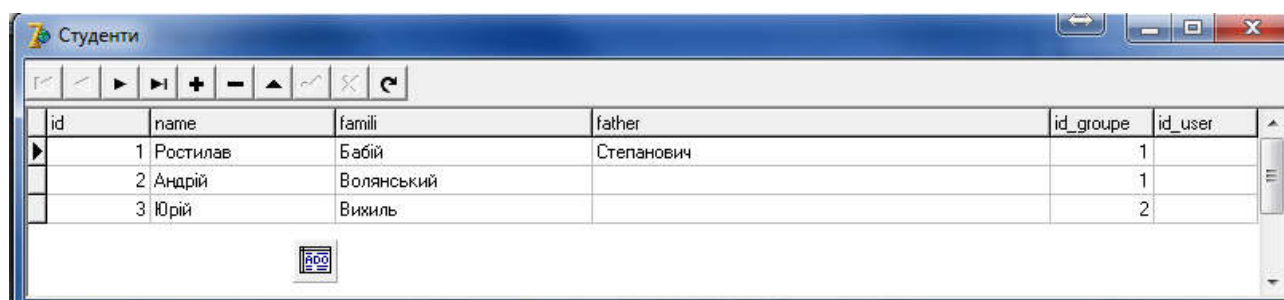 Студенти
id name famili father id_groupe id_user
1 Ростилав Бабій Степанович 1
2 Андрій Волянський 1
3 Юрій Вихиль 2
ADO